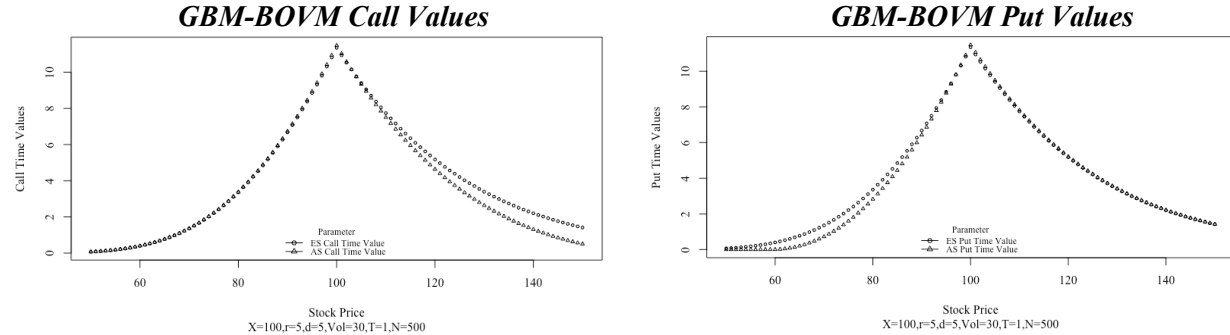 GBM-BOVM Call Values
Call Time Values
0
2
4
6
8
10
60
80
100
120
140
Parameter
ES Call Time Value
AS Call Time Value
Stock Price
X=100,r=5,d=5,Vol=30,T=1,N=500
GBM-BOVM Put Values
Put Time Values
0
2
4
6
8
10
60
80
100
120
140
Parameter
ES Put Time Value
AS Put Time Value
Stock Price
X=100,r=5,d=5,Vol=30,T=1,N=500